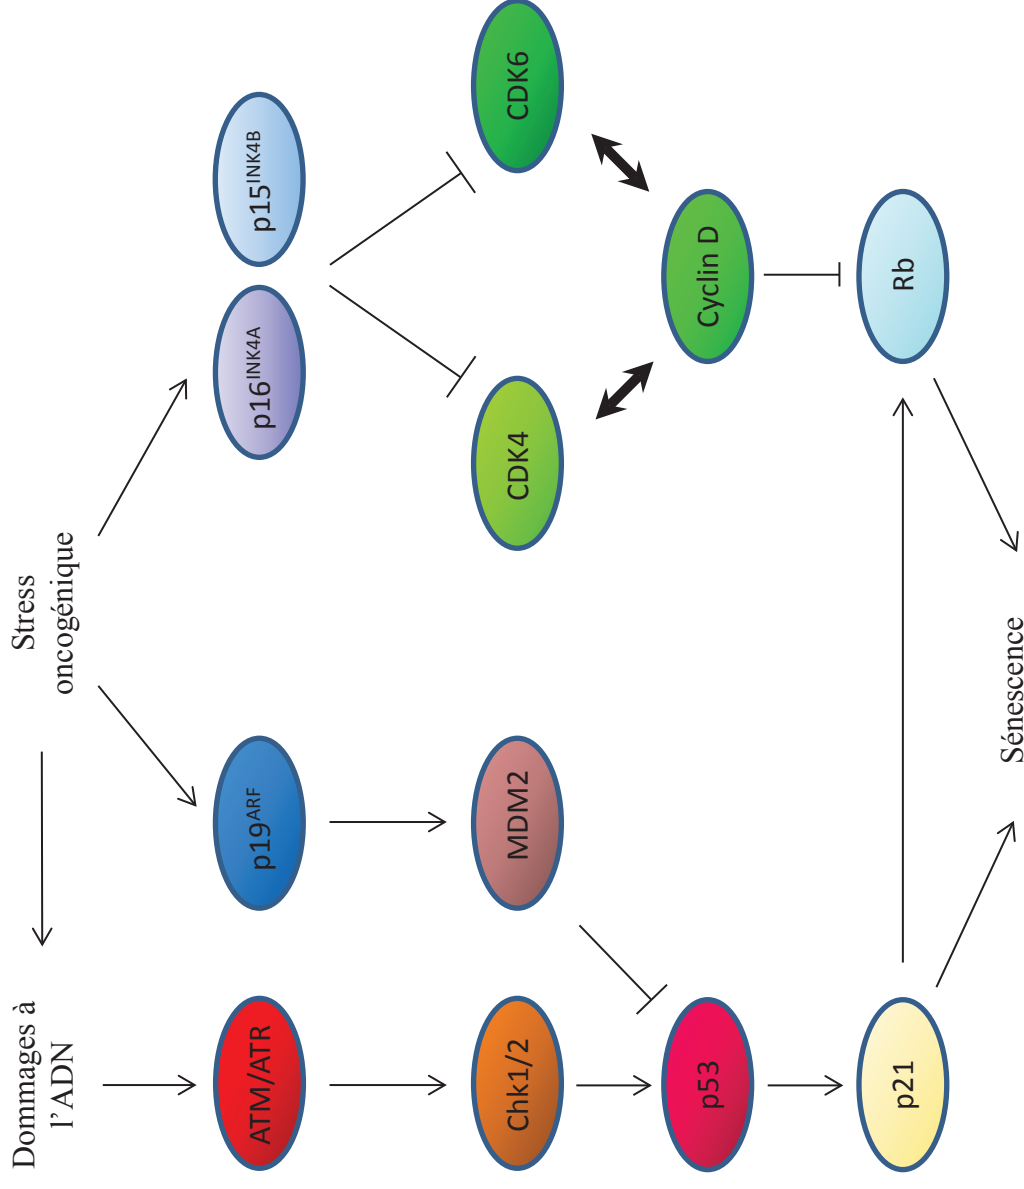 Dommages à
l'ADN
Stress
oncogénique
ATM/ATR
p19ARF
p16INK4A
p15INK4B
Chk1/2
MDM2
CDK4
CDK6
p53
Cyclin D
p21
Rb
Sénescence